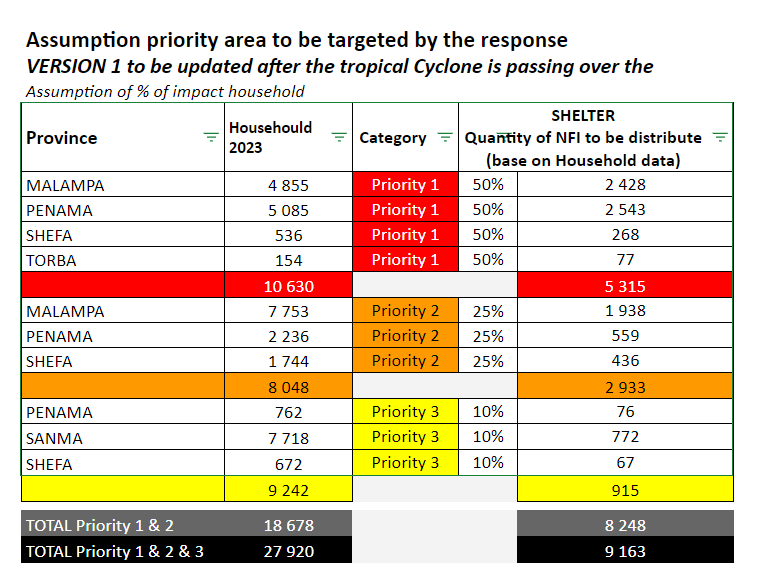 Assumption priority area to be targeted by the response
VERSION 1 to be updated after the tropical Cyclone is passing over the
Assumption of % of impact household
Province Househould 2023 Category SHELTER Quantity of NFI to be distribute (base on Household data)
MALAMPA 4 855 Priority 1 50% 2 428
PENAMA 5 085 Priority 1 50% 2 543
SHEFA 536 Priority 1 50% 268
TORBA 154 Priority 1 50% 77
10 630 5 315
MALAMPA 7 753 Priority 2 25% 1 938
PENAMA 2 236 Priority 2 25% 559
SHEFA 1 744 Priority 2 25% 436
8 048 2 933
PENAMA 762 Priority 3 10% 76
SANMA 7 718 Priority 3 10% 772
SHEFA 672 Priority 3 10% 67
9 242 915
TOTAL Priority 1 & 2 18 678 8 248
TOTAL Priority 1 & 2 & 3 27 920 9 163